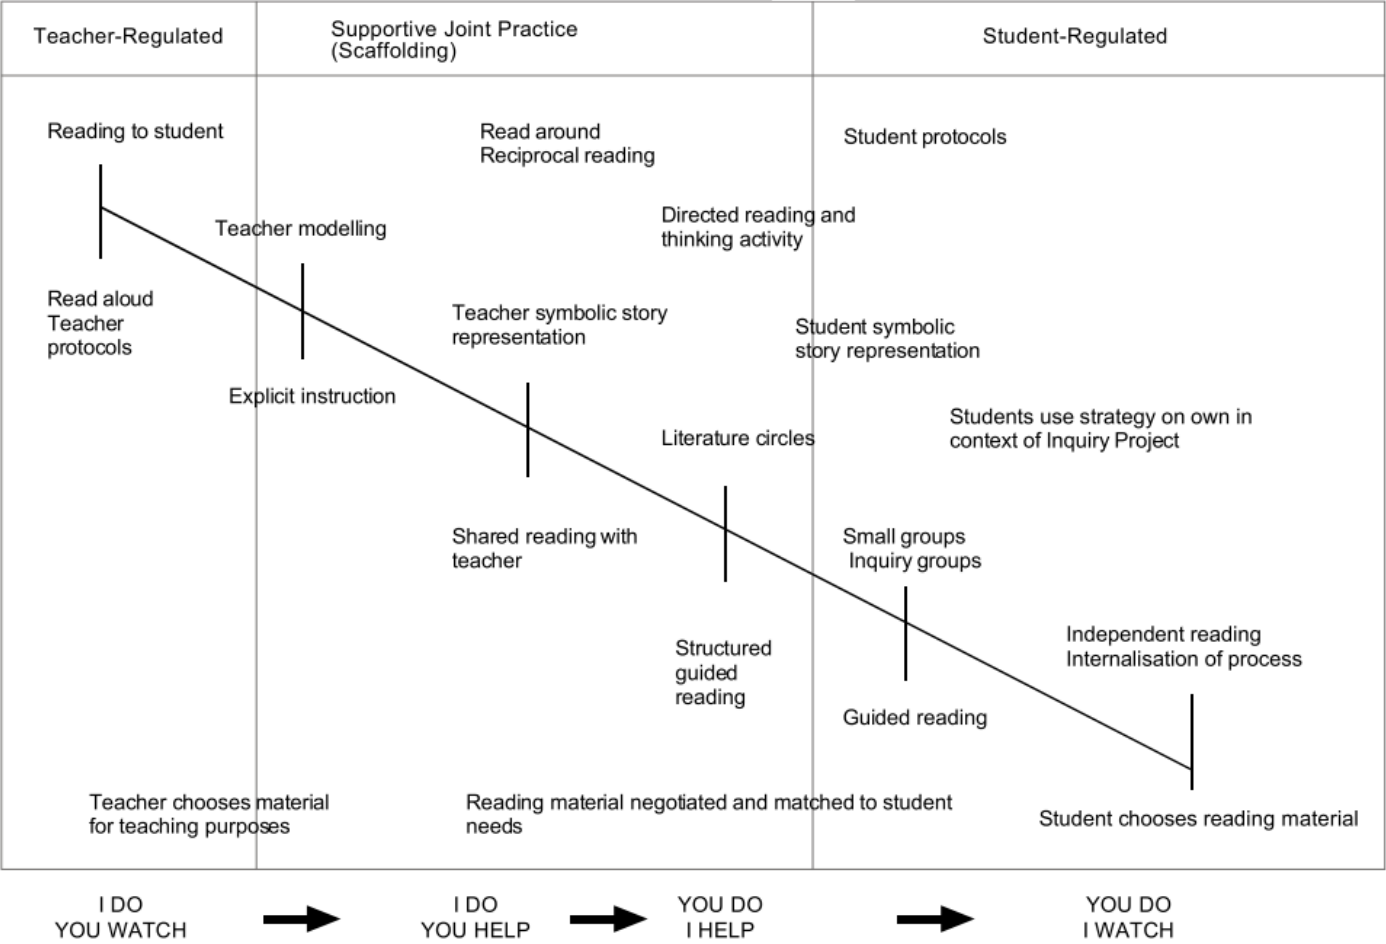 Teacher-Regulated
Supportive Joint Practice
(Scaffolding)
Student-Regulated
Reading to student
Read around
Reciprocal reading
Student protocols
Teacher modelling
Directed reading and
thinking activity
Read aloud
Teacher
protocols
Teacher symbolic story
representation
Student symbolic
story representation
Explicit instruction
Students use strategy on own in
context of Inquiry Project
Literature circles
Shared reading with
teacher
Small groups
Inquiry groups
Structured
guided
reading
Independent reading
Internalisation of process
Guided reading
Teacher chooses material
for teaching purposes
Reading material negotiated and matched to student
needs
Student chooses reading material
I DO
YOU WATCH
I DO
YOU HELP
YOU DO
I HELP
YOU DO
I WATCH